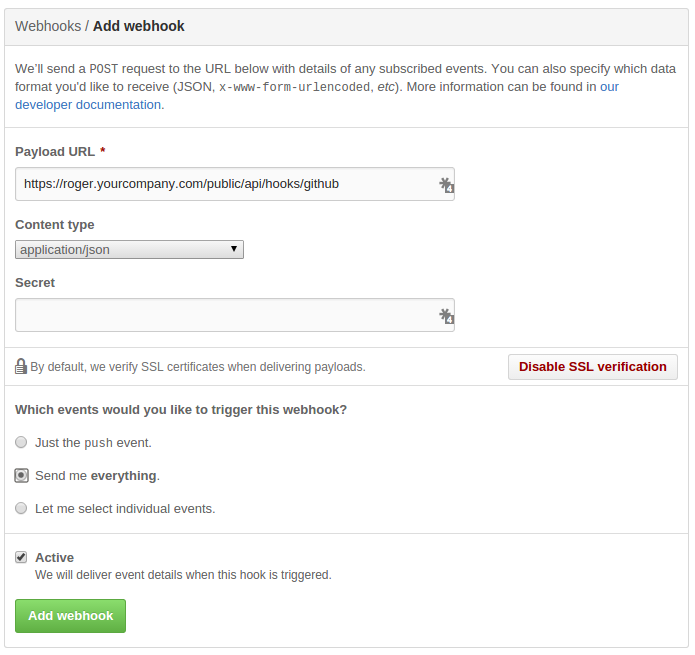 Webhooks / Add webhook
We'll send a POST request to the URL below with details of any subscribed events. You can also specify which data
format you'd like to receive (JSON, x-www-form-urlencoded, etc). More information can be found in our
developer documentation.
Payload URL *
https://roger.yourcompany.com/public/api/hooks/github
4
Content type
application/json
Secret
4
By default, we verify SSL certificates when delivering payloads.
Disable SSL verification
Which events would you like to trigger this webhook?
Just the push event.
Send me everything.
Let me select individual events.
Active
We will deliver event details when this hook is triggered.
Add webhook